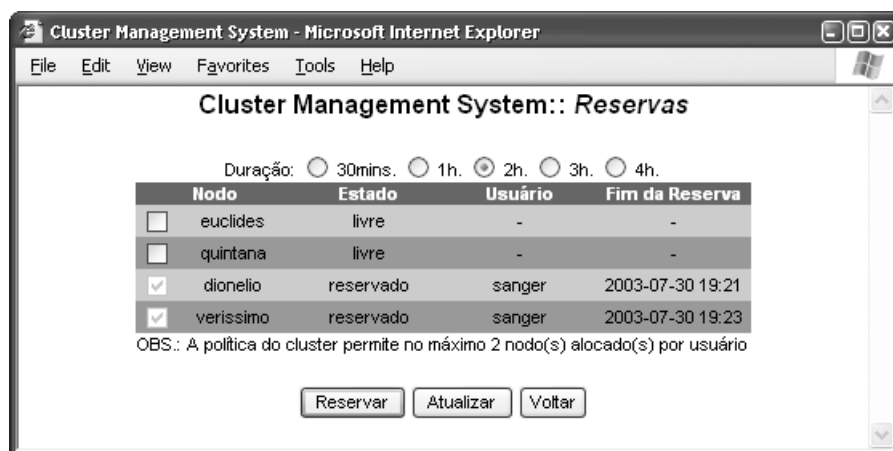 Cluster Management System - Microsoft Internet Explorer
File Edit View Favorites Tools Help
Cluster Management System:: Reservas
Duração: 30mins. 1h. 2h. 3h. 4h.
Nodo Estado Usuário Fim da Reserva
euclides livre - -
quintana livre - -
dionelio reservado sanger 2003-07-30 19:21
verissimo reservado sanger 2003-07-30 19:23
OBS.: A política do cluster permite no máximo 2 nodo(s) alocado(s) por usuário
Reservar Atualizar Voltar